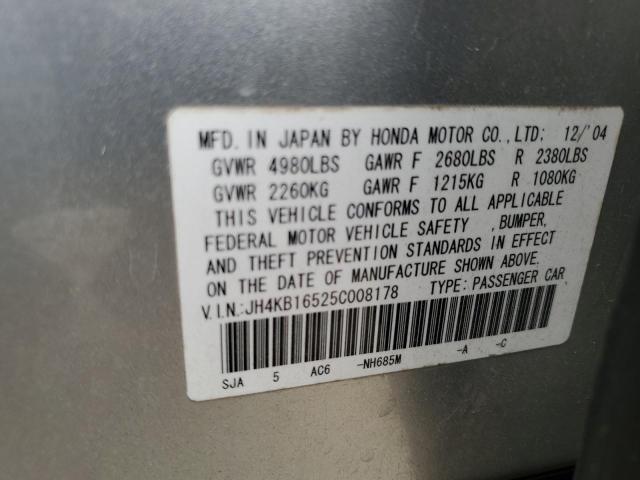 MFD. IN JAPAN BY HONDA MOTOR CO., LTD: 12/'04
GVWR 4980LBS GAWR F 2680LBS R 2380LBS
GVWR 2260KG GAWR F 1215KG R 1080KG
THIS VEHICLE CONFORMS TO ALL APPLICABLE
FEDERAL MOTOR VEHICLE SAFETY , BUMPER,
AND THEFT PREVENTION STANDARDS IN EFFECT
ON THE DATE OF MANUFACTURE SHOWN ABOVE.
V.I.N.:JH4KB16525C008178 TYPE: PASSENGER CAR
SJA 5 AC6 -NH685M -A -C